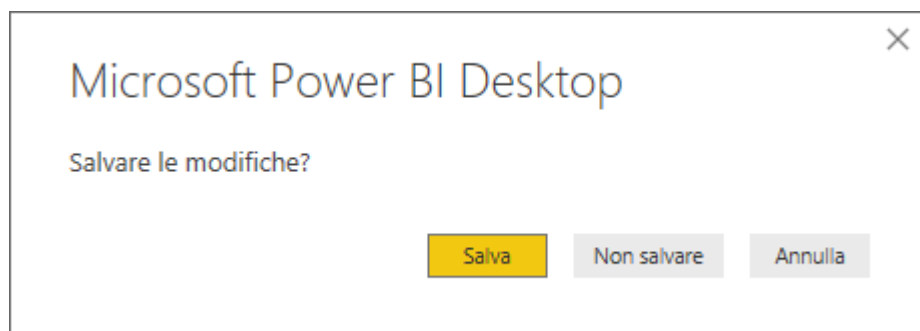 Microsoft Power BI Desktop
Salvare le modifiche?
Salva Non salvare Annulla